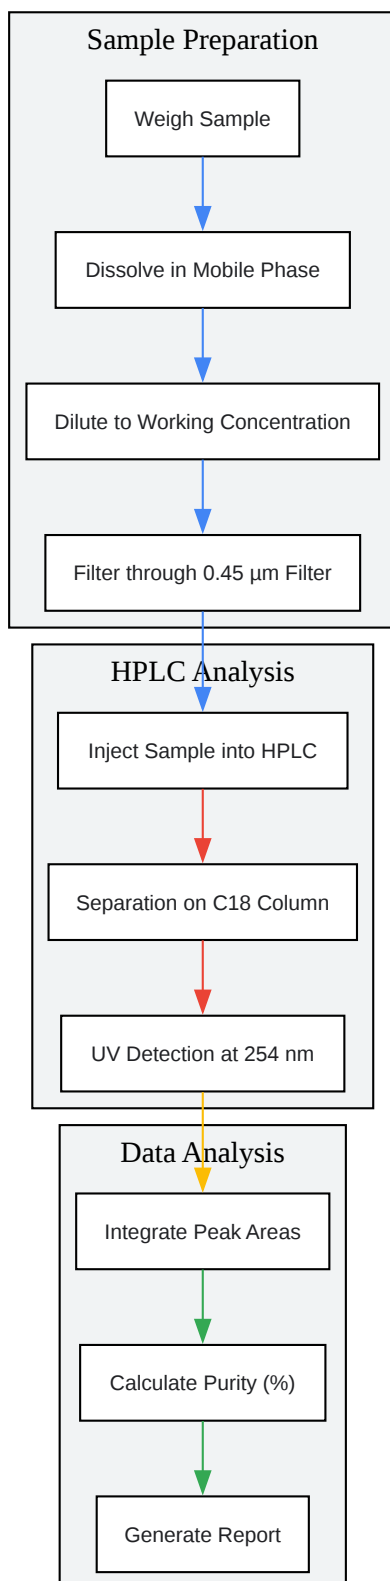 Sample Preparation
Weigh Sample
Dissolve in Mobile Phase
Dilute to Working Concentration
Filter through 0.45 µm Filter
HPLC Analysis
Inject Sample into HPLC
Separation on C18 Column
UV Detection at 254 nm
Data Analysis
Integrate Peak Areas
Calculate Purity (%)
Generate Report